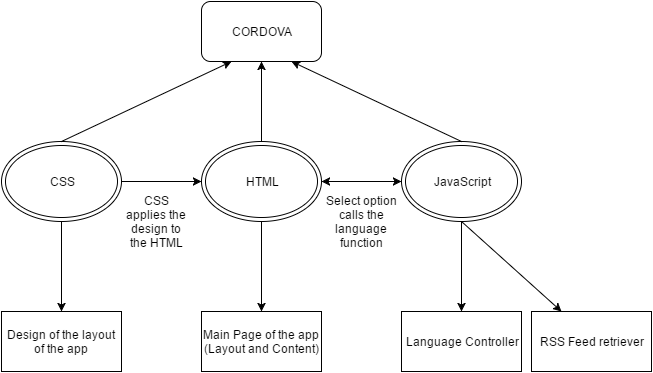 CORDOVA
CSS
HTML
JavaScript
CSS
applies the
design to
the HTML
Select option
calls the
language
function
Design of the layout
of the app
Main Page of the app
(Layout and Content)
Language Controller
RSS Feed retriever